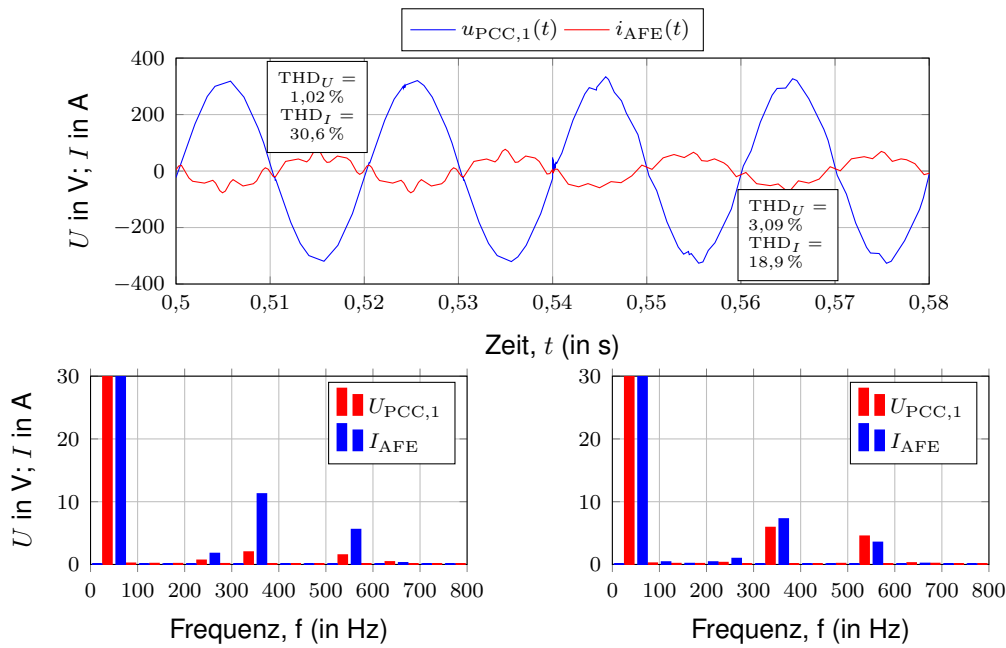 u_PCC,1(t) i_AFE(t)
400
200
0
−200
−400
U in V; I in A
THD_U =
1,02 %
THD_I =
30,6 %
THD_U =
3,09 %
THD_I =
18,9 %
0,5 0,51 0,52 0,53 0,54 0,55 0,56 0,57 0,58
Zeit, t (in s)
30
20
10
0
U in V; I in A
U_PCC,1
I_AFE
0 100 200 300 400 500 600 700 800
Frequenz, f (in Hz)
30
20
10
0
U_PCC,1
I_AFE
0 100 200 300 400 500 600 700 800
Frequenz, f (in Hz)